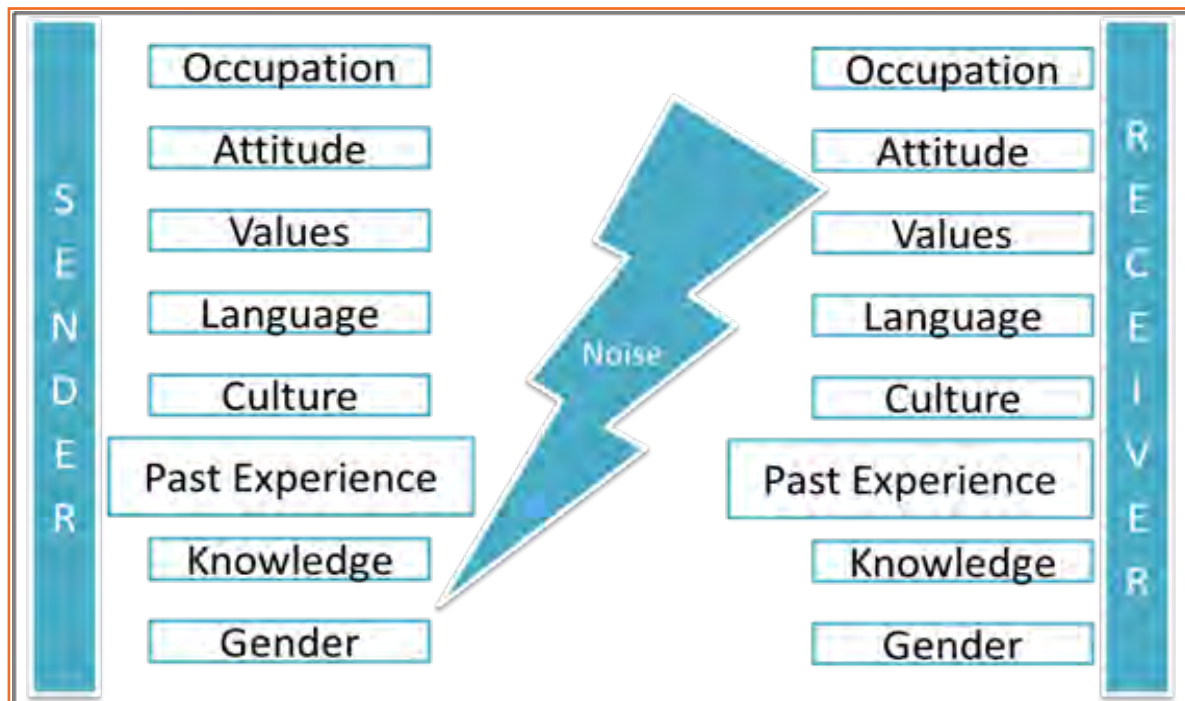 SENDER
Occupation
Attitude
Values
Language
Culture
Past Experience
Knowledge
Gender
Noise
Occupation
Attitude
Values
Language
Culture
Past Experience
Knowledge
Gender
RECEIVER